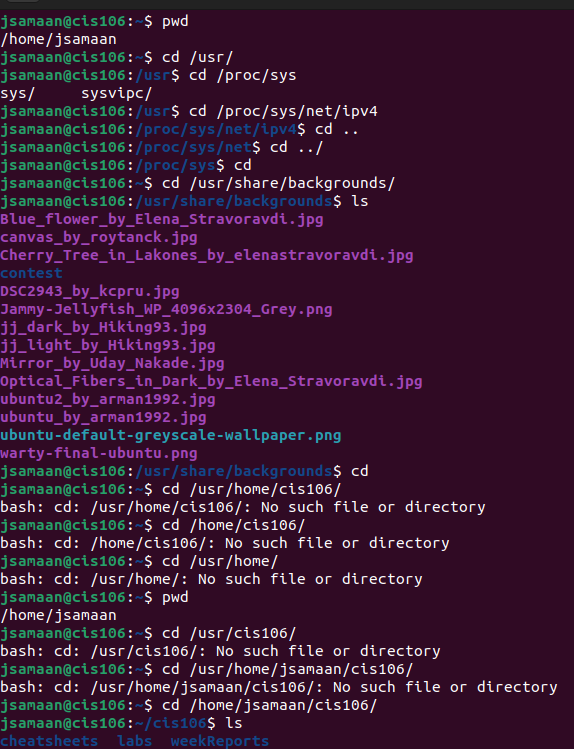 jsamaan@cis106:~$ pwd
/home/jsamaan
jsamaan@cis106:~$ cd /usr/
jsamaan@cis106:/usr$ cd /proc/sys
sys/     sysvipc/
jsamaan@cis106:/usr$ cd /proc/sys/net/ipv4
jsamaan@cis106:/proc/sys/net/ipv4$ cd ..
jsamaan@cis106:/proc/sys/net$ cd ../
jsamaan@cis106:/proc/sys$ cd
jsamaan@cis106:~$ cd /usr/share/backgrounds/
jsamaan@cis106:/usr/share/backgrounds$ ls
Blue_flower_by_Elena_Stravoravdi.jpg
canvas_by_roytanck.jpg
Cherry_Tree_in_Lakones_by_elenastravoravdi.jpg
contest
DSC2943_by_kcpru.jpg
Jammy-Jellyfish_WP_4096x2304_Grey.png
jj_dark_by_Hiking93.jpg
jj_light_by_Hiking93.jpg
Mirror_by_Uday_Nakade.jpg
Optical_Fibers_in_Dark_by_Elena_Stravoravdi.jpg
ubuntu2_by_arman1992.jpg
ubuntu_by_arman1992.jpg
ubuntu-default-greyscale-wallpaper.png
warty-final-ubuntu.png
jsamaan@cis106:/usr/share/backgrounds$ cd
jsamaan@cis106:~$ cd /usr/home/cis106/
bash: cd: /usr/home/cis106/: No such file or directory
jsamaan@cis106:~$ cd /home/cis106/
bash: cd: /home/cis106/: No such file or directory
jsamaan@cis106:~$ cd /usr/home/
bash: cd: /usr/home/: No such file or directory
jsamaan@cis106:~$ pwd
/home/jsamaan
jsamaan@cis106:~$ cd /usr/cis106/
bash: cd: /usr/cis106/: No such file or directory
jsamaan@cis106:~$ cd /usr/home/jsamaan/cis106/
bash: cd: /usr/home/jsamaan/cis106/: No such file or directory
jsamaan@cis106:~$ cd /home/jsamaan/cis106/
jsamaan@cis106:~/cis106$ ls
cheatsheets  labs  weekReports